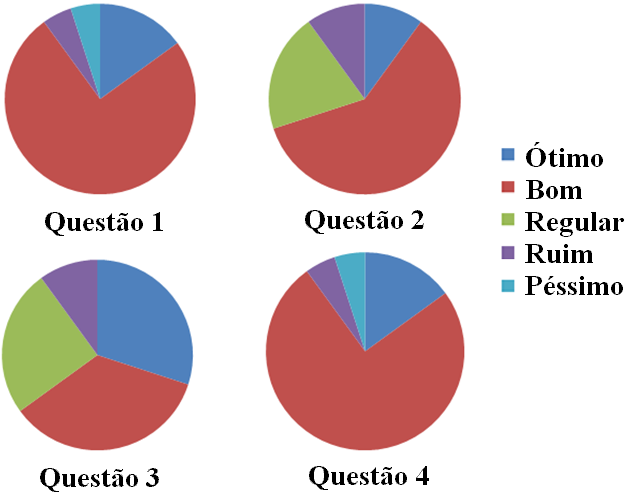 Questão 1
Questão 2
Ótimo
Bom
Regular
Ruim
Péssimo
Questão 3
Questão 4